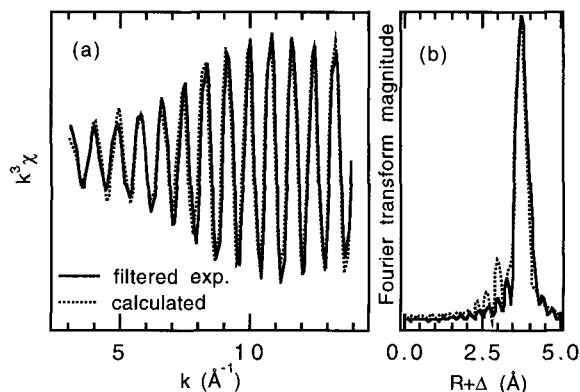 (a)
k³χ
filtered exp.
calculated
5
10
k (Å⁻¹)
(b)
Fourier transform magnitude
0.0
2.5
5.0
R+Δ (Å)